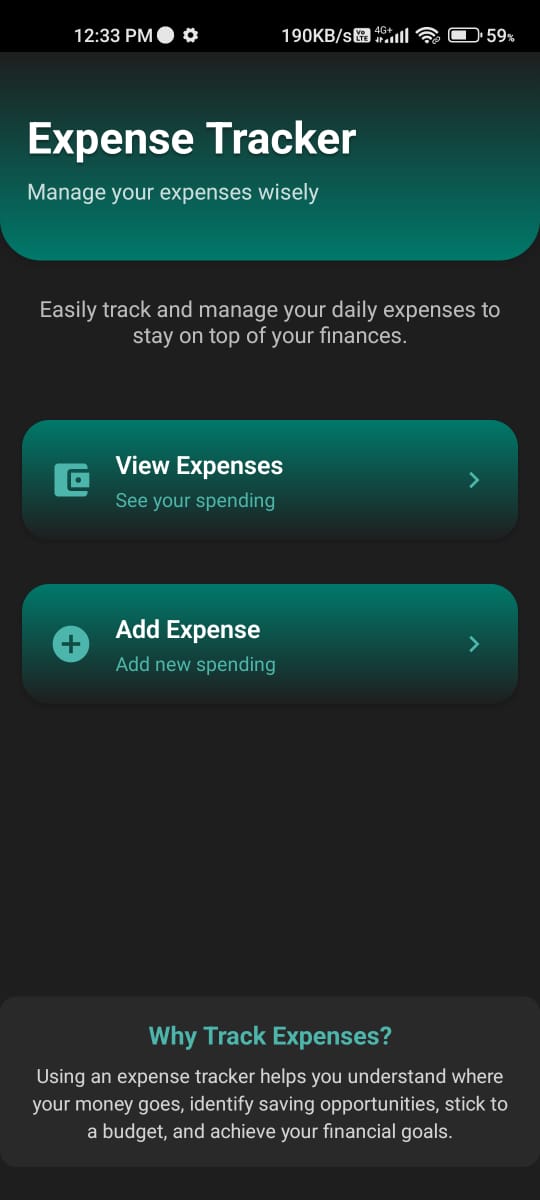 12:33 PM 190KB/s Vo LTE 4G+ 59%
Expense Tracker
Manage your expenses wisely
Easily track and manage your daily expenses to
stay on top of your finances.
View Expenses
See your spending
Add Expense
Add new spending
Why Track Expenses?
Using an expense tracker helps you understand where
your money goes, identify saving opportunities, stick to
a budget, and achieve your financial goals.